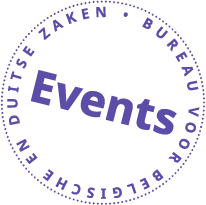 BUREAU VOOR BELGISCHE EN DUITSE ZAKEN •
Events